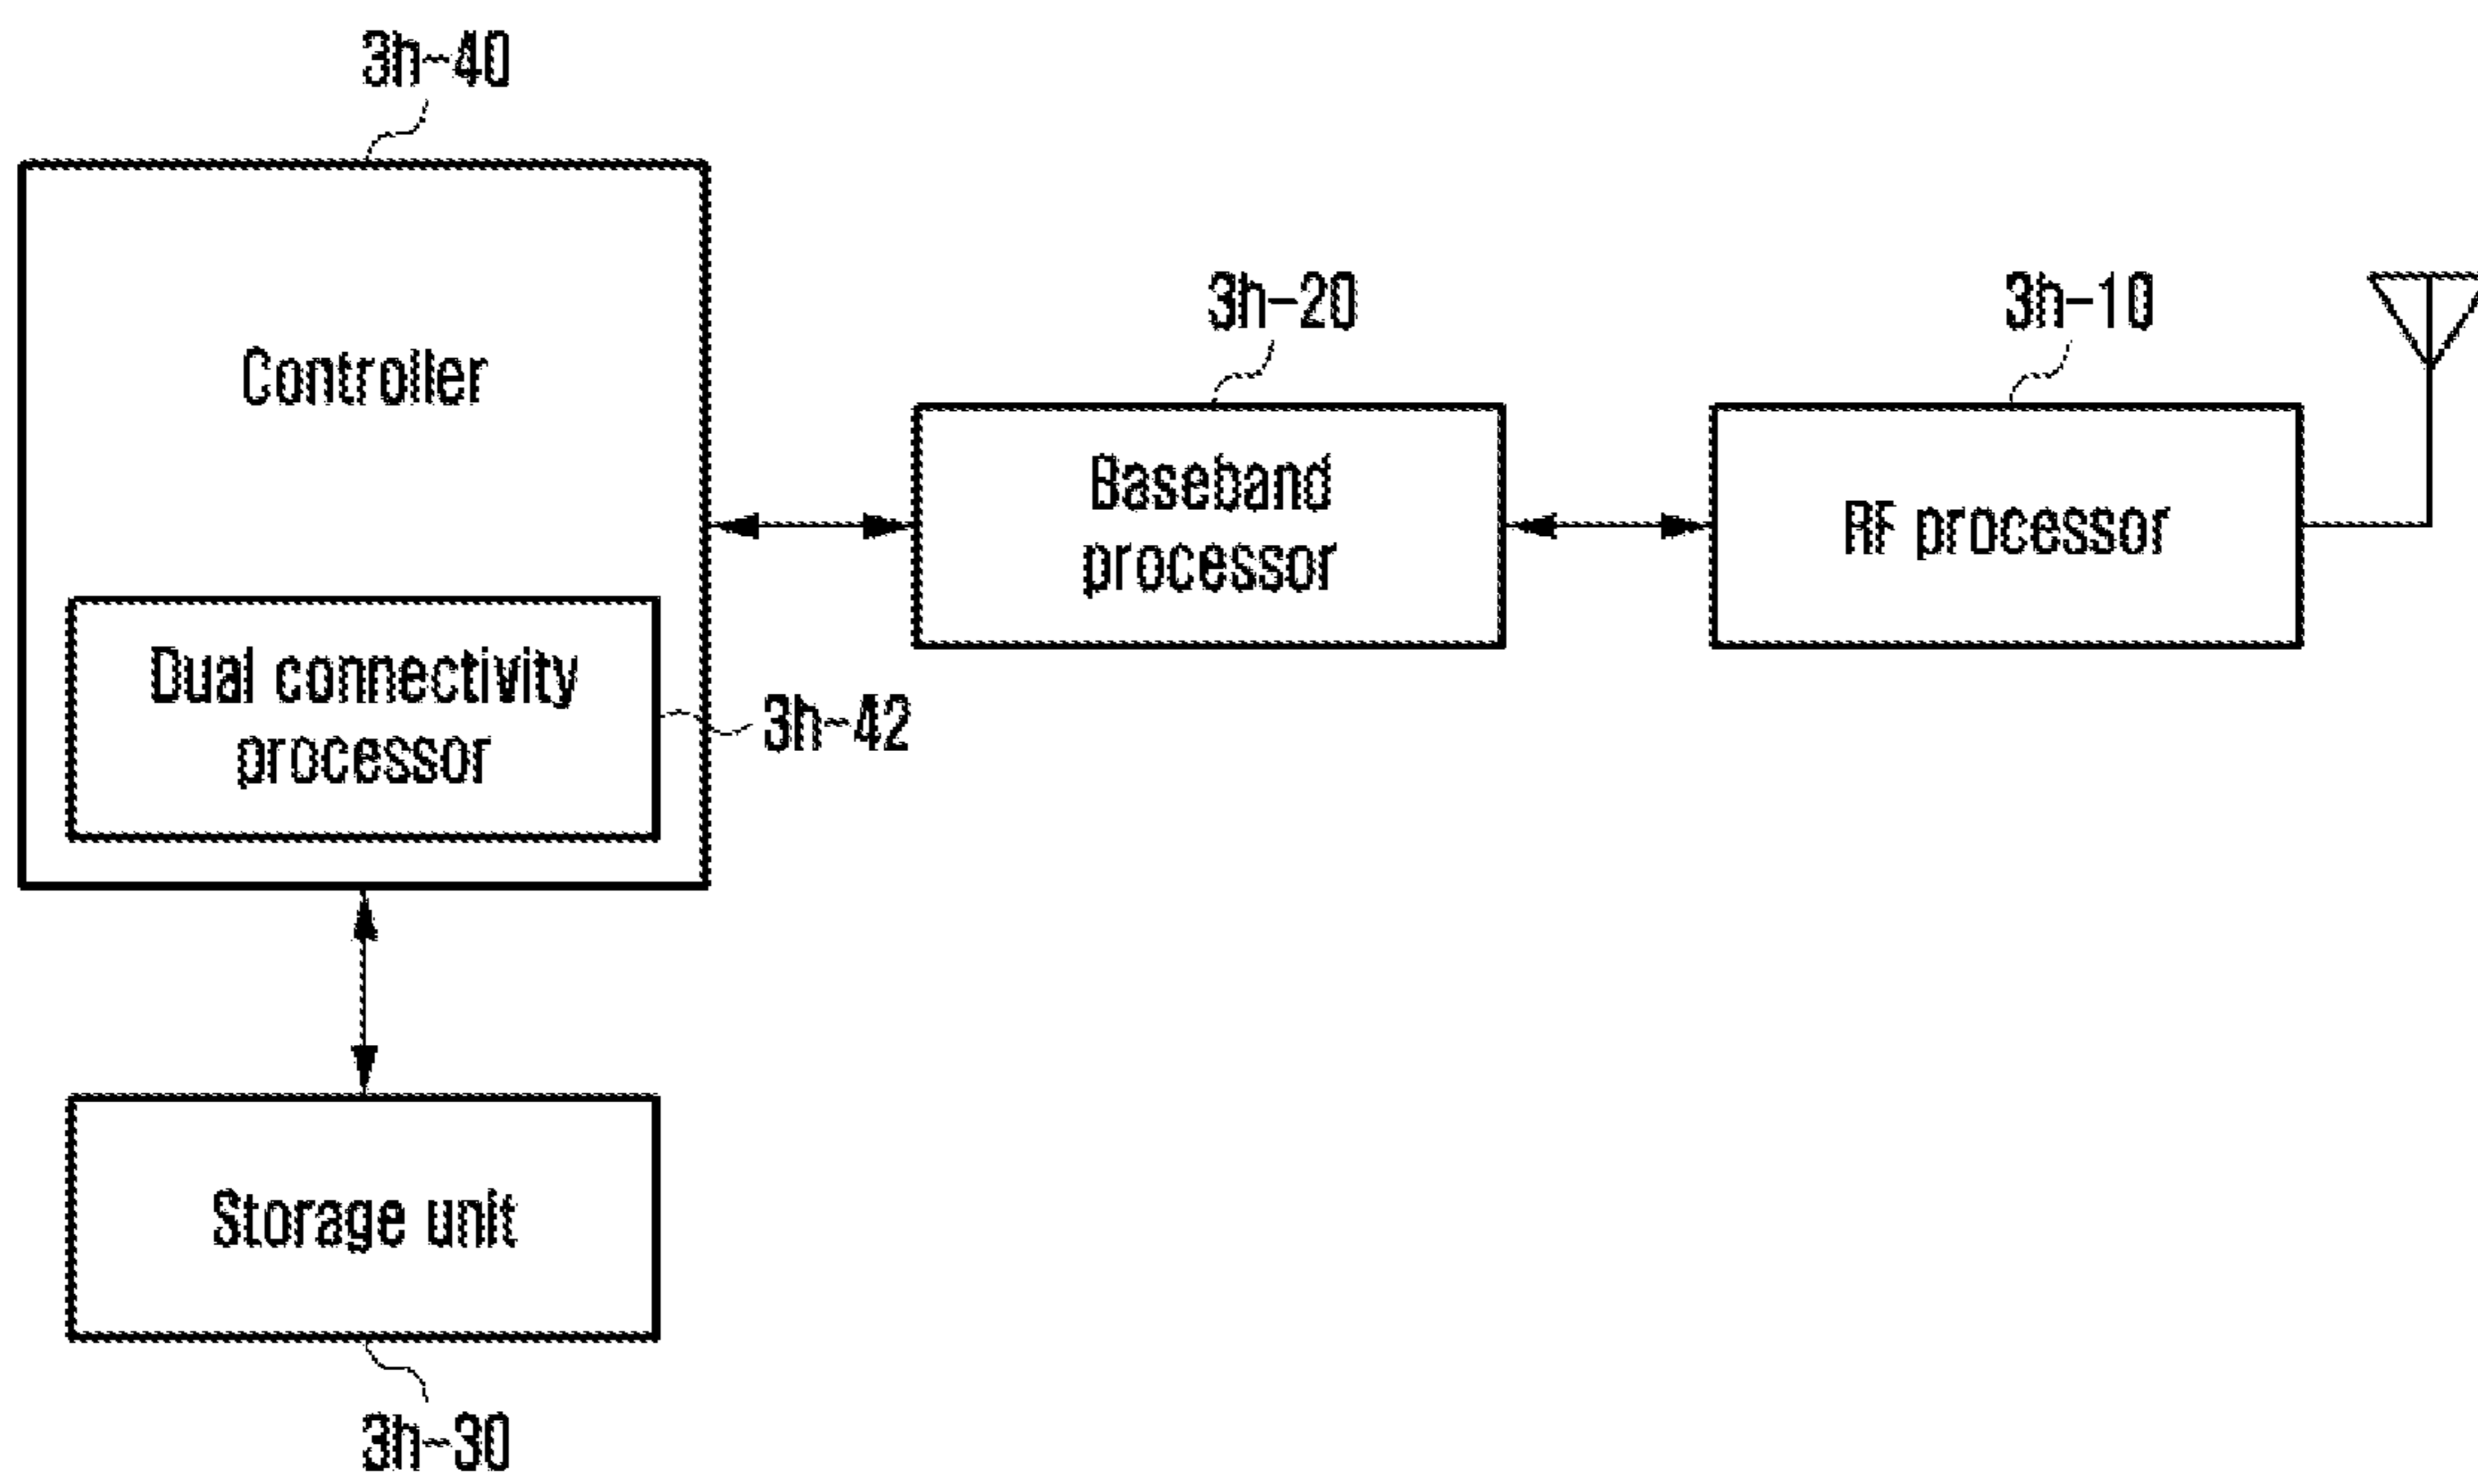 3h-40
Controller
3h-20
3h-10
Baseband
processor
RF processor
Dual connectivity
processor
3h-42
Storage unit
3h-30